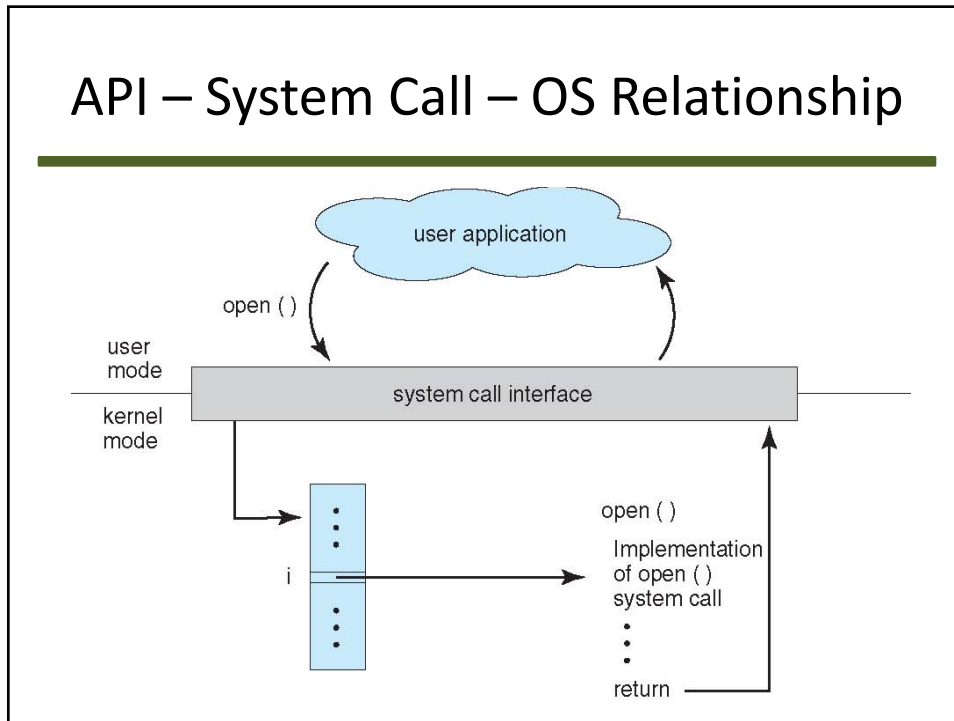 API – System Call – OS Relationship
user application
open ( )
user
mode
system call interface
kernel
mode
open ( )
Implementation
of open ( )
system call
i
return